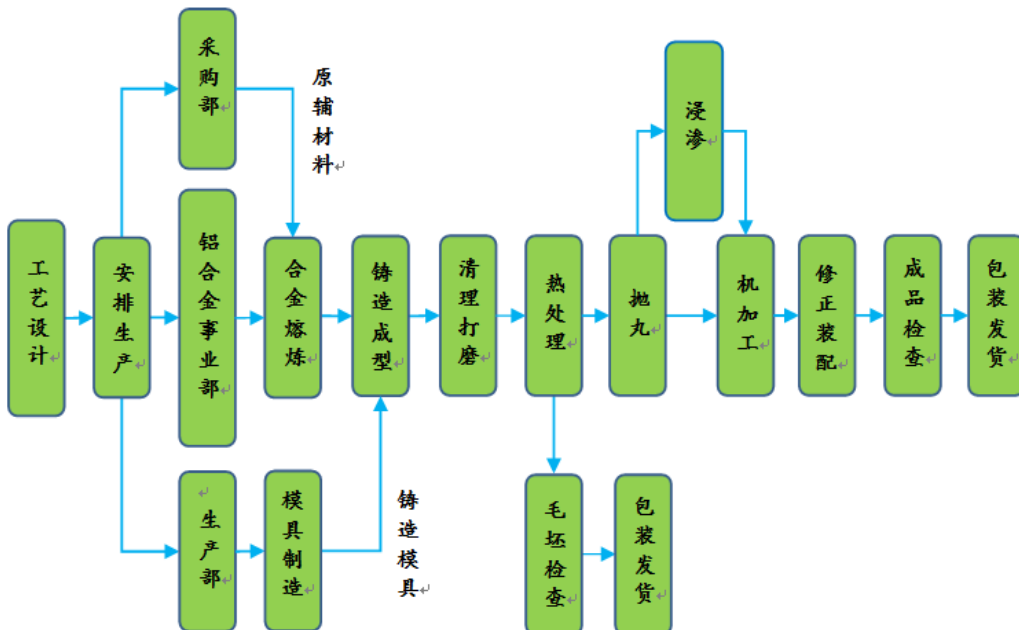 采购部
原辅材料
浸渗
工艺设计
安排生产
铝合金事业部
合金熔炼
铸造成型
清理打磨
热处理
抛丸
机加工
修正装配
成品检查
包装发货
生产部
模具制造
铸造模具
毛坯检查
包装发货